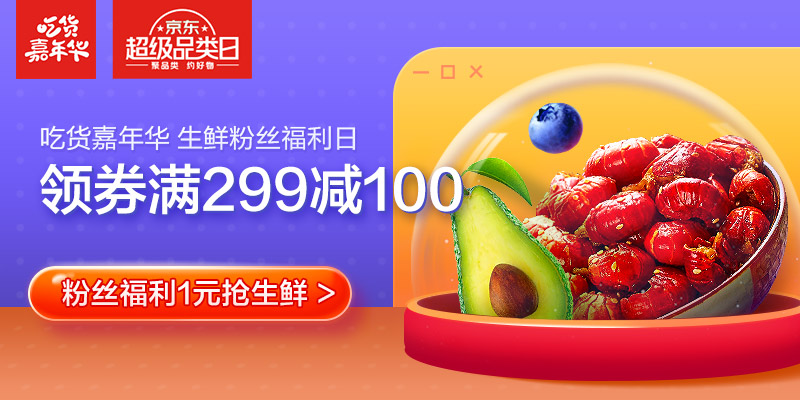 吃货
嘉年华
京东
超级品类日
聚品类 约好物
吃货嘉年华 生鲜粉丝福利日
领券满299减100
粉丝福利1元抢生鲜 >